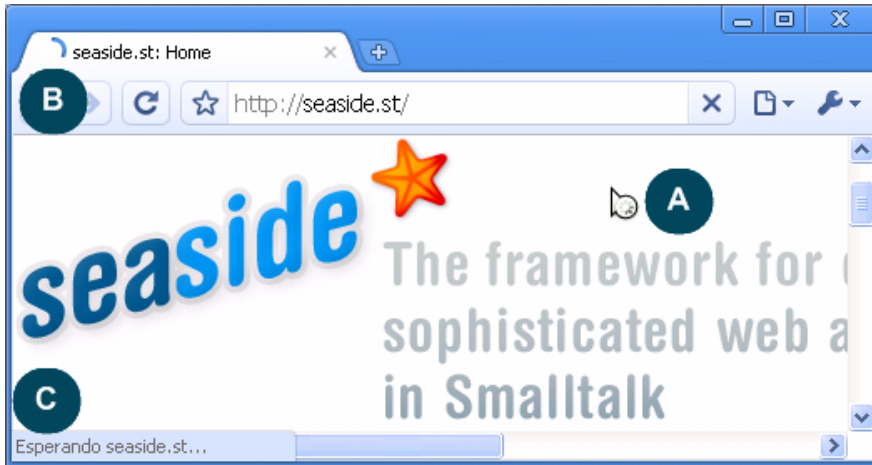 seaside.st: Home
B
http://seaside.st/
seaside
A
The framework for
sophisticated web a
in Smalltalk
C
Esperando seaside.st...